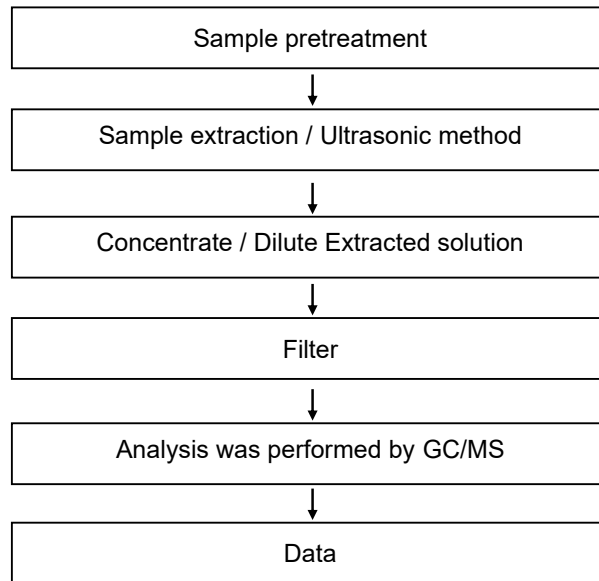 Sample pretreatment
Sample extraction / Ultrasonic method
Concentrate / Dilute Extracted solution
Filter
Analysis was performed by GC/MS
Data